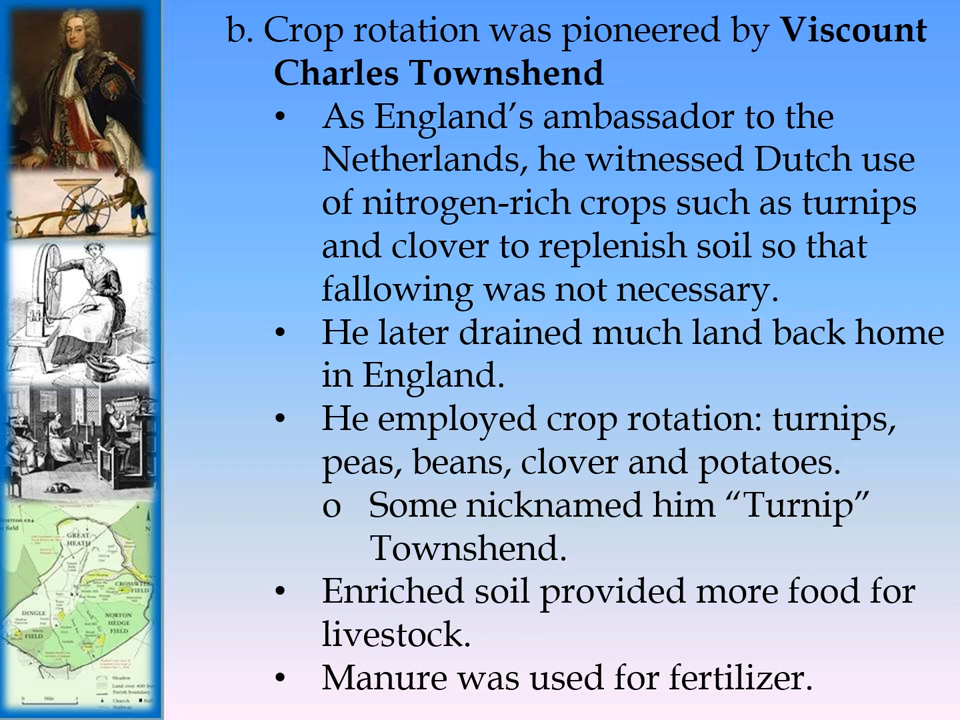 b. Crop rotation was pioneered by Viscount
Charles Townshend
• As England’s ambassador to the
Netherlands, he witnessed Dutch use
of nitrogen-rich crops such as turnips
and clover to replenish soil so that
fallowing was not necessary.
• He later drained much land back home
in England.
• He employed crop rotation: turnips,
peas, beans, clover and potatoes.
o Some nicknamed him “Turnip”
Townshend.
• Enriched soil provided more food for
livestock.
• Manure was used for fertilizer.
GREAT
HEATH
CROSSWELL
FIELD
DINGLE
FIELD
NORTON
HEDGE
FIELD
Meadow
Land over 400
Parish boundary
Church
Highway
0 Mile 1
N